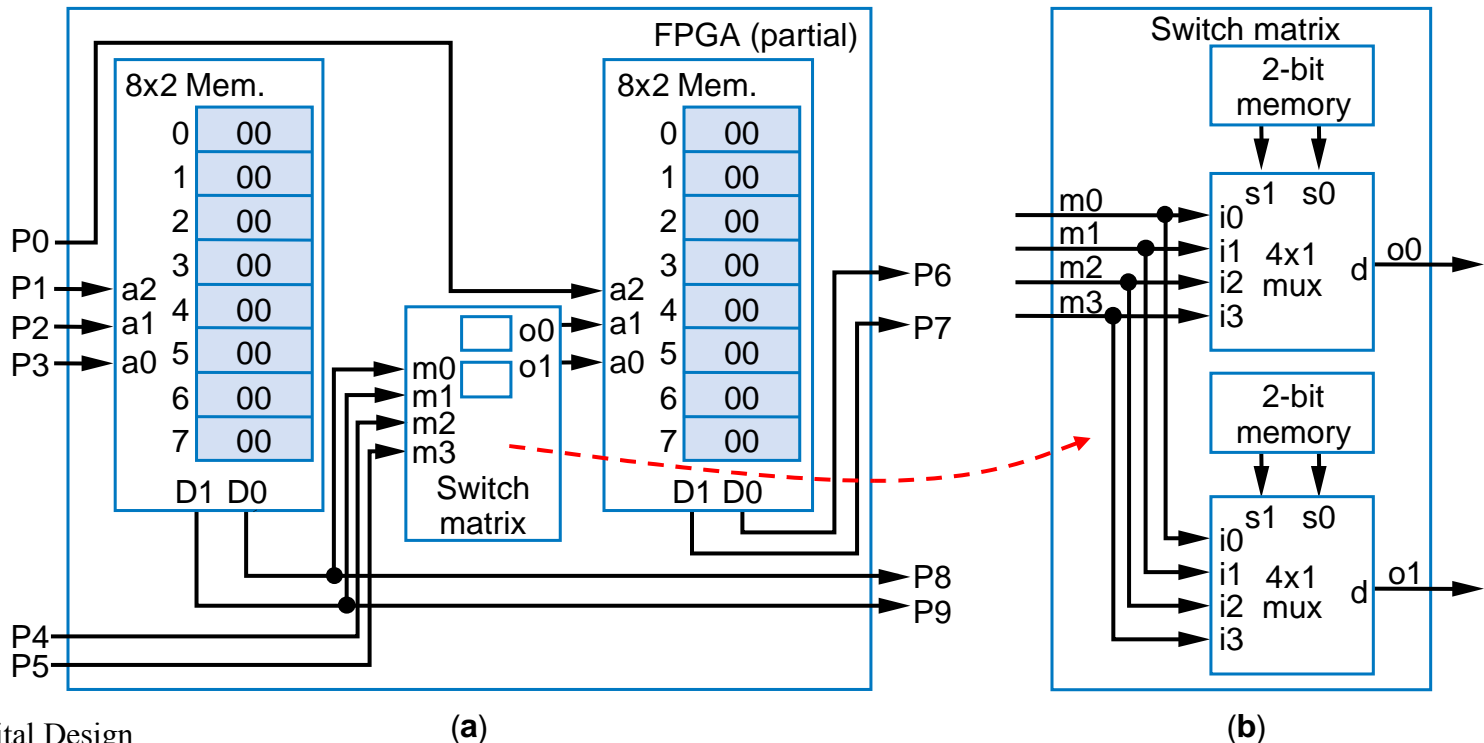 FPGA (partial)
P0
P1
P2
P3
P4
P5
8x2 Mem.
0 00
1 00
2 00
3 00
4 00
5 00
6 00
7 00
a2
a1
a0
D1 D0
m0
m1
m2
m3
o0
o1
Switch
matrix
8x2 Mem.
0 00
1 00
2 00
3 00
4 00
5 00
6 00
7 00
a2
a1
a0
D1 D0
P6
P7
P8
P9
(a)
Switch matrix
2-bit
memory
m0
m1
m2
m3
s1 s0
i0
i1
i2
i3
4x1
mux
d
o0
2-bit
memory
s1 s0
i0
i1
i2
i3
4x1
mux
d
o1
(b)
ital Design